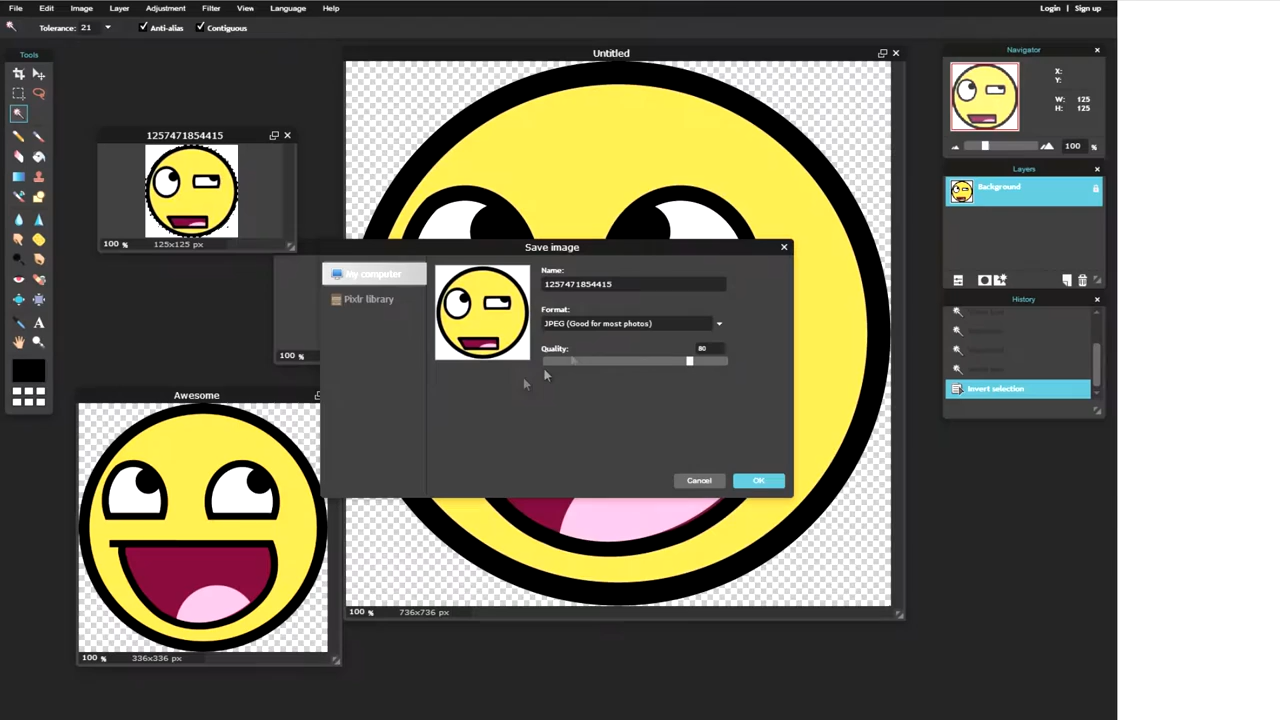 File Edit Image Layer Adjustment Filter View Language Help Login | Sign up
Tolerance: 21 Anti-alias Contiguous
Tools
A
1257471854415
100 % 125x125 px
100 %
Awesome
100 % 336x336 px
Untitled
100 % 736x736 px
Save image
My computer
Pixlr library
Name:
1257471854415
Format:
JPEG (Good for most photos)
Quality: 80
Cancel OK
Navigator
X:
Y:
W: 125
H: 125
100 %
Layers
Background
History
Invert selection